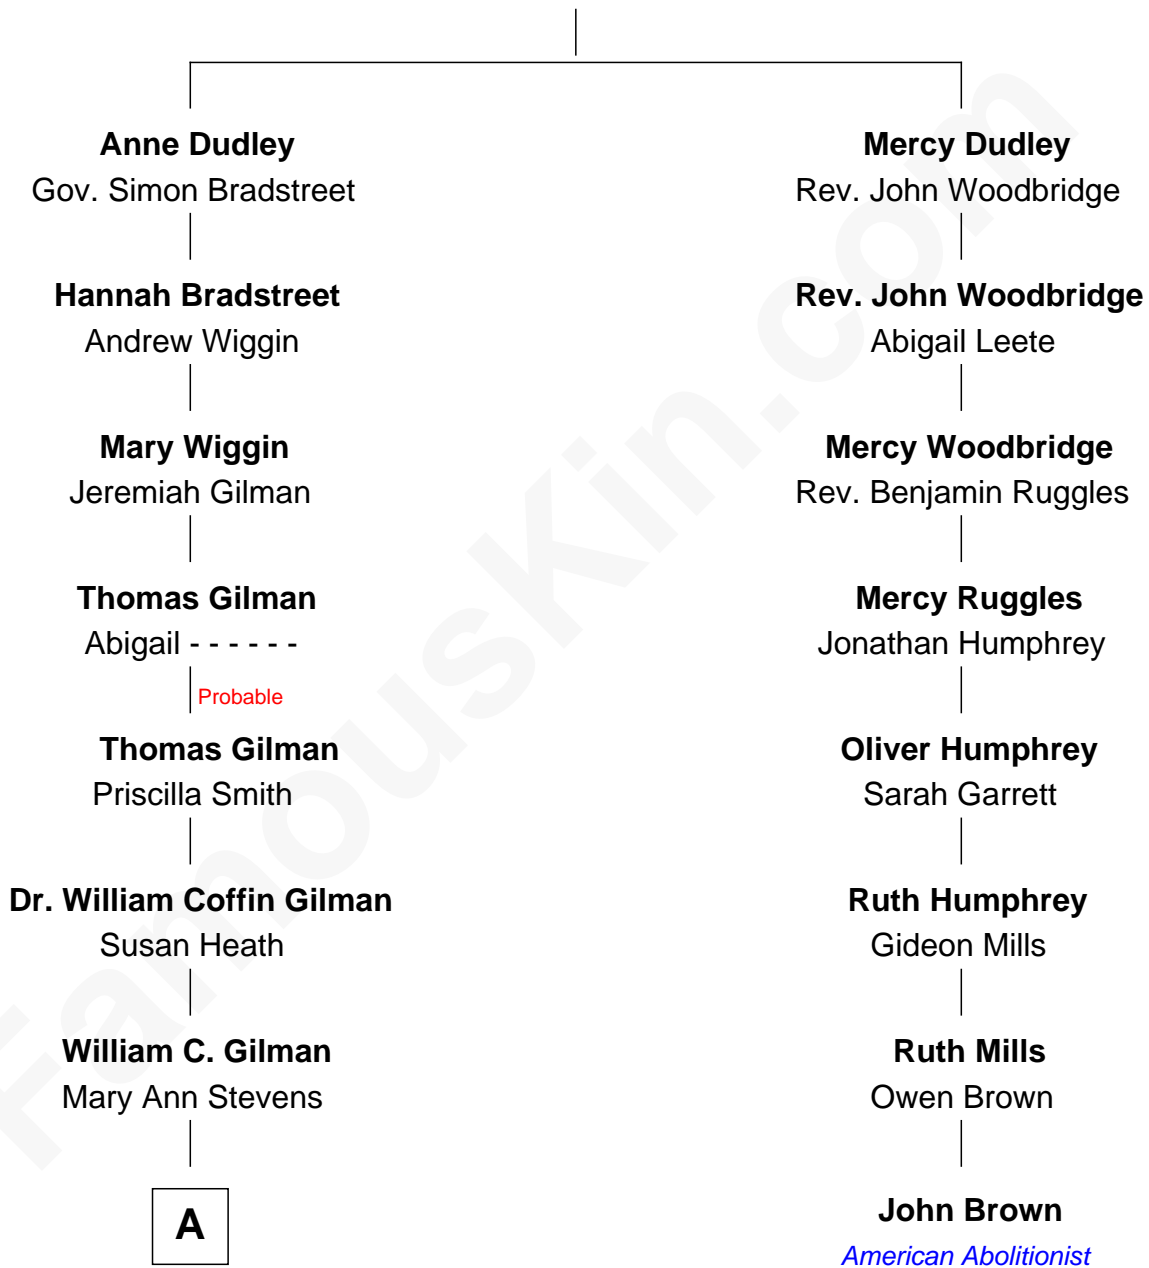 Anne Dudley
Gov. Simon Bradstreet
Hannah Bradstreet
Andrew Wiggin
Mary Wiggin
Jeremiah Gilman
Thomas Gilman
Abigail - - - - - -
Probable
Thomas Gilman
Priscilla Smith
Dr. William Coffin Gilman
Susan Heath
William C. Gilman
Mary Ann Stevens
A
Mercy Dudley
Rev. John Woodbridge
Rev. John Woodbridge
Abigail Leete
Mercy Woodbridge
Rev. Benjamin Ruggles
Mercy Ruggles
Jonathan Humphrey
Oliver Humphrey
Sarah Garrett
Ruth Humphrey
Gideon Mills
Ruth Mills
Owen Brown
John Brown
American Abolitionist
FamousKin.com